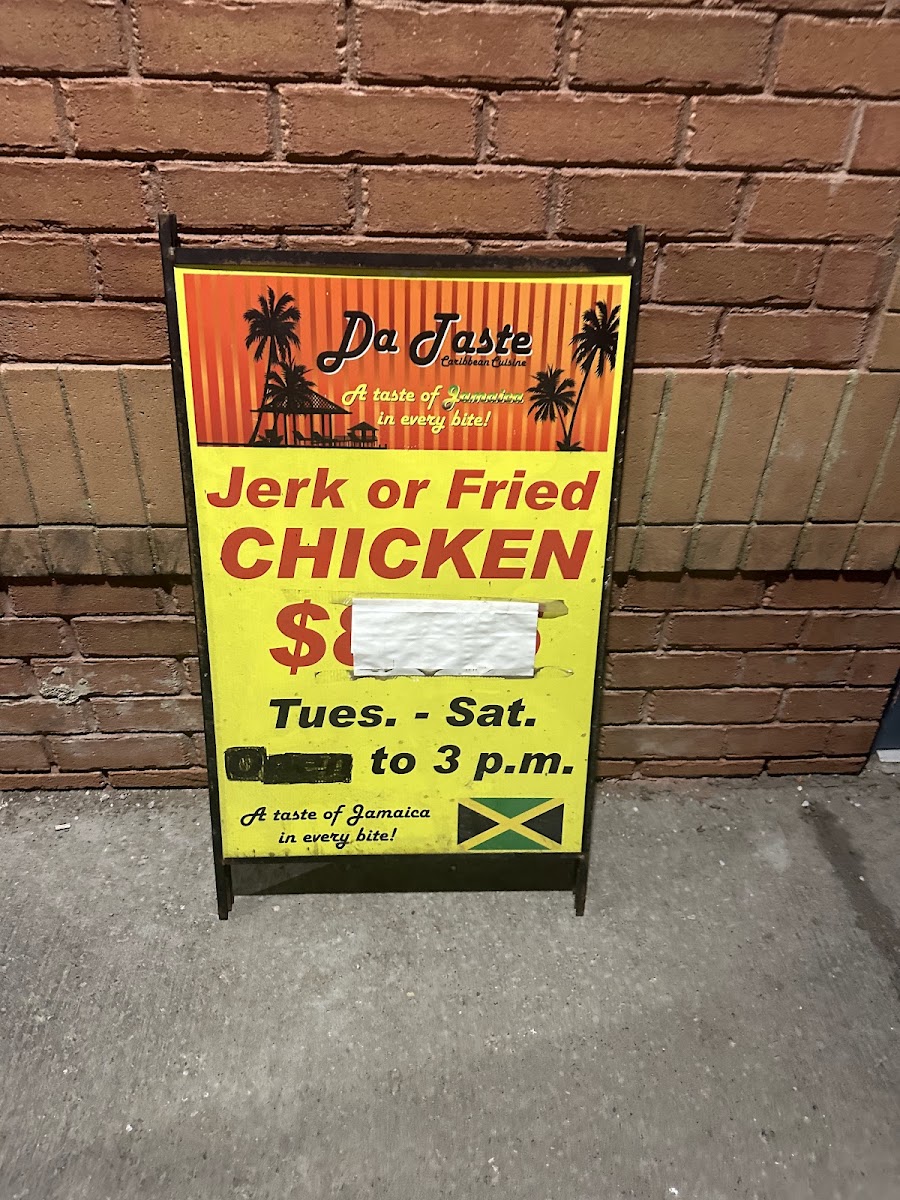 Da Taste
Caribbean Cuisine
A taste of Jamaica
in every bite!
Jerk or Fried
CHICKEN
$8
Tues. - Sat.
to 3 p.m.
A taste of Jamaica
in every bite!